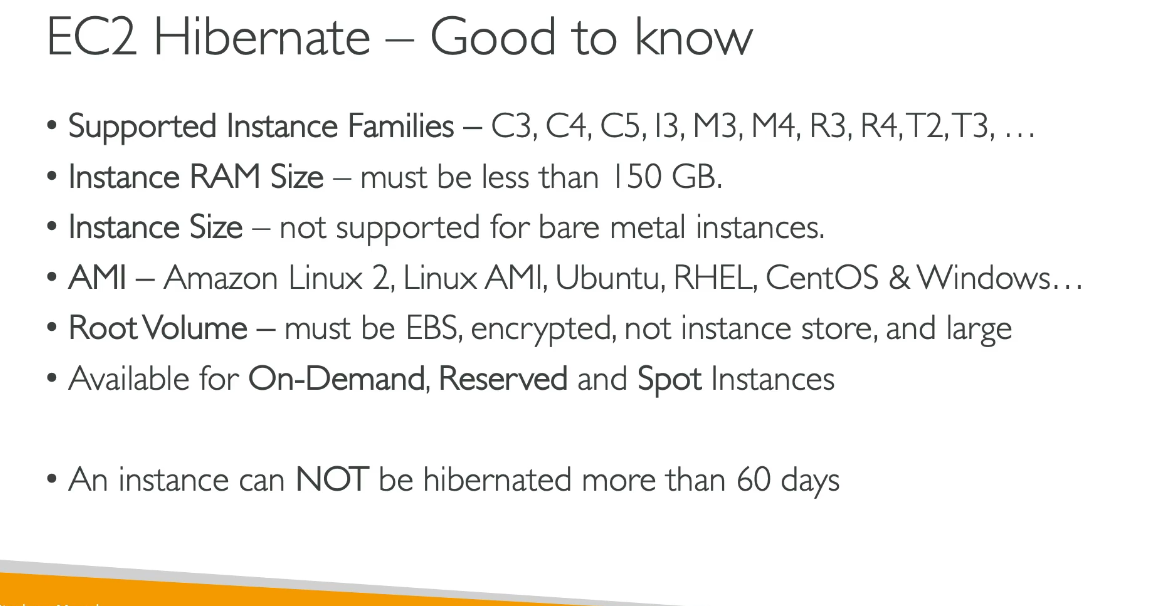 EC2 Hibernate – Good to know
• Supported Instance Families – C3, C4, C5, I3, M3, M4, R3, R4, T2, T3, …
• Instance RAM Size – must be less than 150 GB.
• Instance Size – not supported for bare metal instances.
• AMI – Amazon Linux 2, Linux AMI, Ubuntu, RHEL, CentOS & Windows…
• Root Volume – must be EBS, encrypted, not instance store, and large
• Available for On-Demand, Reserved and Spot Instances
• An instance can NOT be hibernated more than 60 days